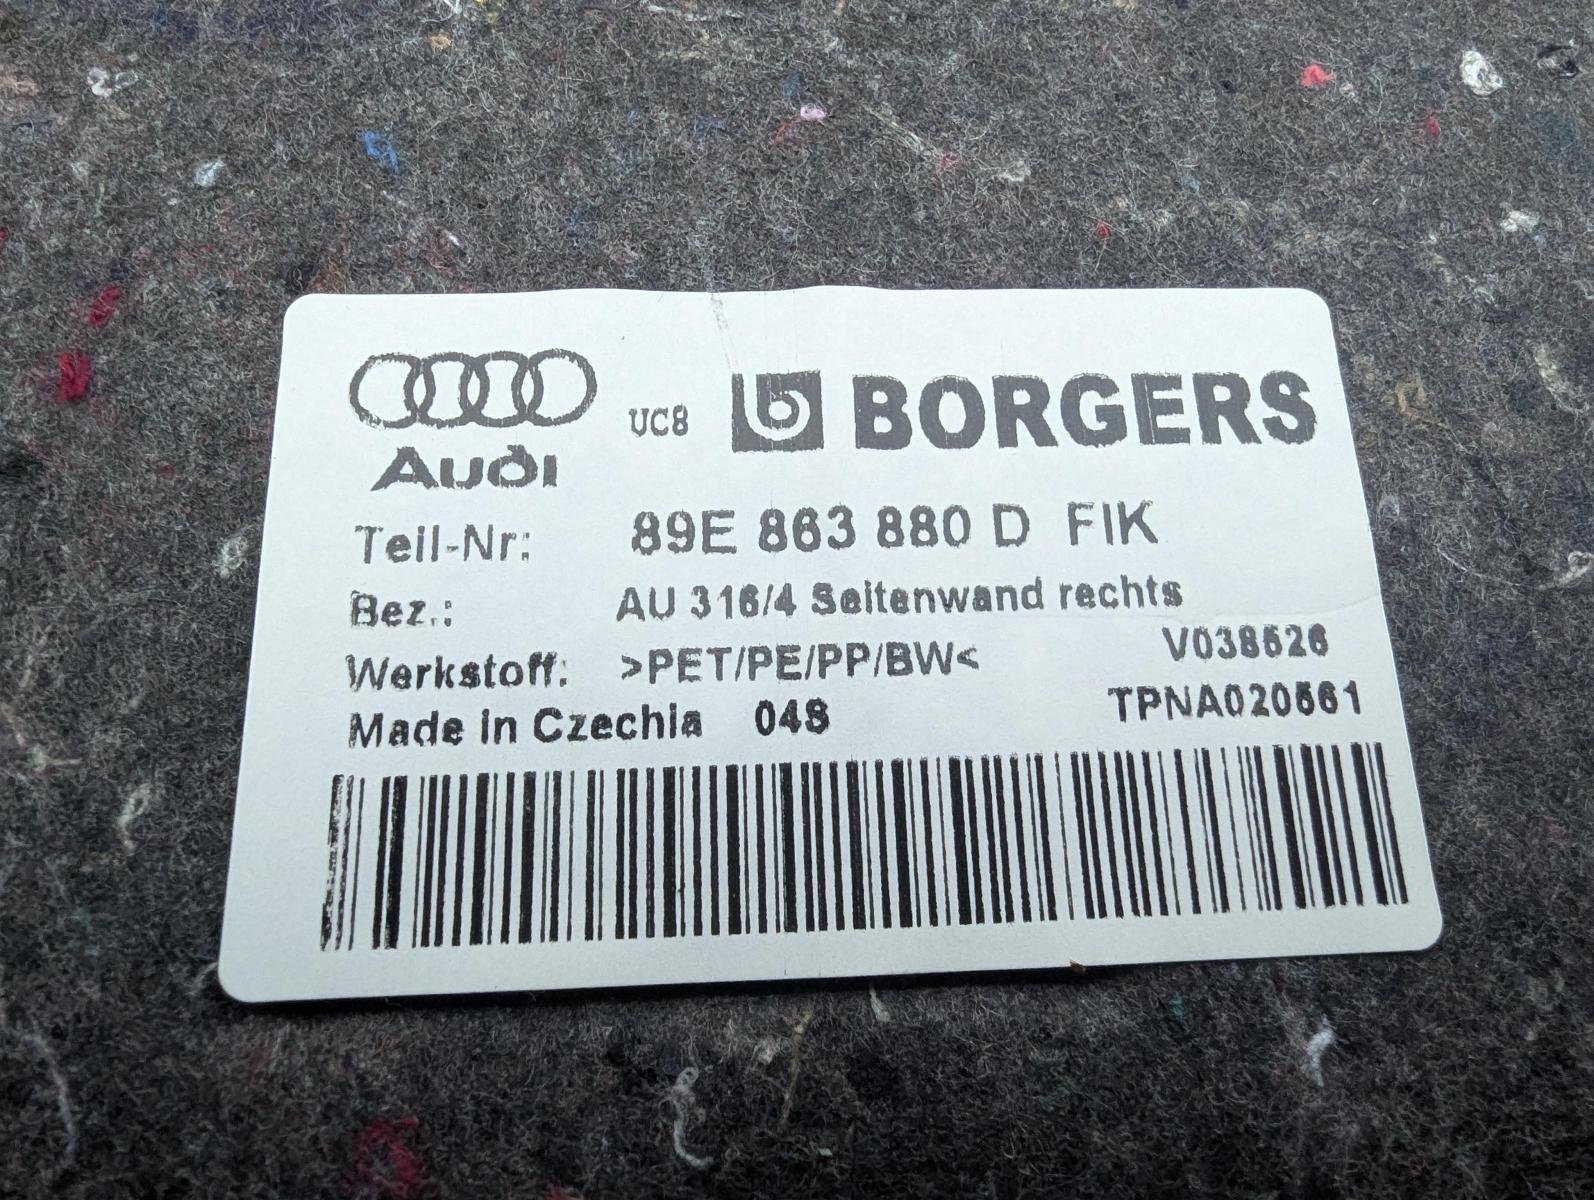 Audi UC8 b BORGERS
Teil-Nr: 89E 863 880 D FIK
Bez.: AU 316/4 Seitenwand rechts
Werkstoff: >PET/PE/PP/BW< V038526
Made in Czechia 048 TPNA020561